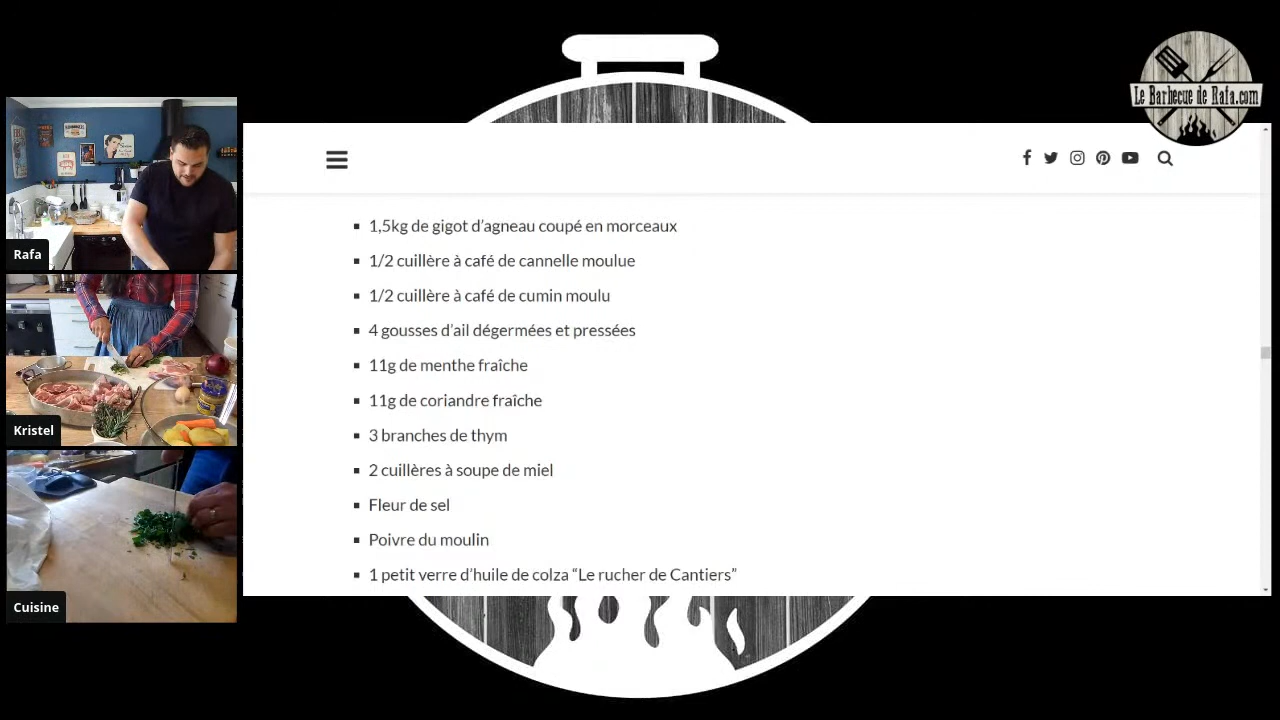 Le Barbecue de Rafa.com
Rafa
Kristel
Cuisine
1,5kg de gigot d’agneau coupé en morceaux
1/2 cuillère à café de cannelle moulue
1/2 cuillère à café de cumin moulu
4 gousses d’ail dégermées et pressées
11g de menthe fraîche
11g de coriandre fraîche
3 branches de thym
2 cuillères à soupe de miel
Fleur de sel
Poivre du moulin
1 petit verre d’huile de colza “Le rucher de Cantiers”